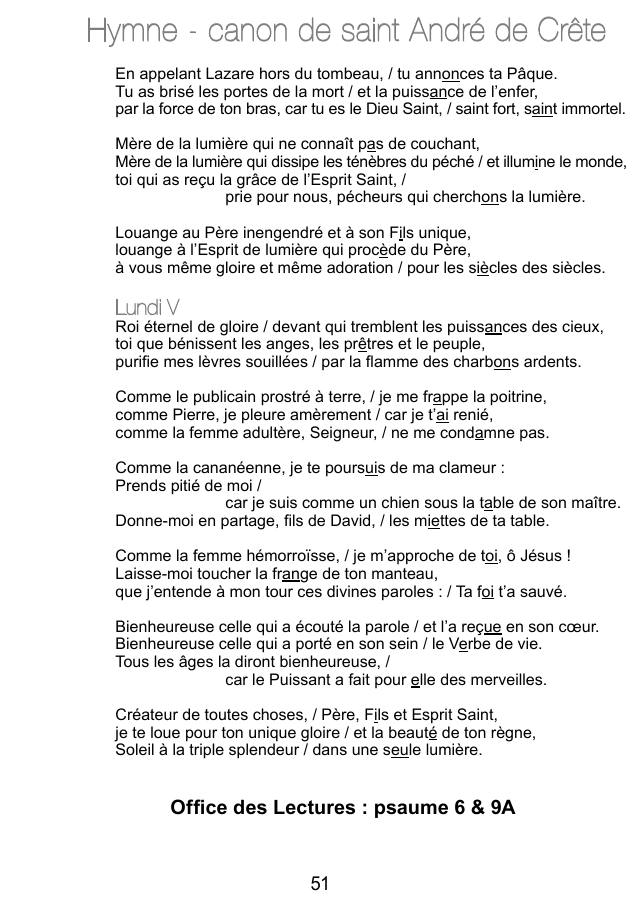 Hymne - canon de saint André de Crête
En appelant Lazare hors du tombeau, / tu annonces ta Pâque.
Tu as brisé les portes de la mort / et la puissance de l’enfer,
par la force de ton bras, car tu es le Dieu Saint, / saint fort, saint immortel.
Mère de la lumière qui ne connaît pas de couchant,
Mère de la lumière qui dissipe les ténèbres du péché / et illumine le monde,
toi qui as reçu la grâce de l’Esprit Saint, /
prie pour nous, pécheurs qui cherchons la lumière.
Louange au Père inengendré et à son Fils unique,
louange à l’Esprit de lumière qui procède du Père,
à vous même gloire et même adoration / pour les siècles des siècles.
Lundi V
Roi éternel de gloire / devant qui tremblent les puissances des cieux,
toi que bénissent les anges, les prêtres et le peuple,
purifie mes lèvres souillées / par la flamme des charbons ardents.
Comme le publicain prostré à terre, / je me frappe la poitrine,
comme Pierre, je pleure amèrement / car je t’ai renié,
comme la femme adultère, Seigneur, / ne me condamne pas.
Comme la cananéenne, je te poursuis de ma clameur :
Prends pitié de moi /
car je suis comme un chien sous la table de son maître.
Donne-moi en partage, fils de David, / les miettes de ta table.
Comme la femme hémorroïsse, / je m’approche de toi, ô Jésus !
Laisse-moi toucher la frange de ton manteau,
que j’entende à mon tour ces divines paroles : / Ta foi t’a sauvé.
Bienheureuse celle qui a écouté la parole / et l’a reçue en son cœur.
Bienheureuse celle qui a porté en son sein / le Verbe de vie.
Tous les âges la diront bienheureuse, /
car le Puissant a fait pour elle des merveilles.
Créateur de toutes choses, / Père, Fils et Esprit Saint,
je te loue pour ton unique gloire / et la beauté de ton règne,
Soleil à la triple splendeur / dans une seule lumière.
Office des Lectures : psaume 6 & 9A
51